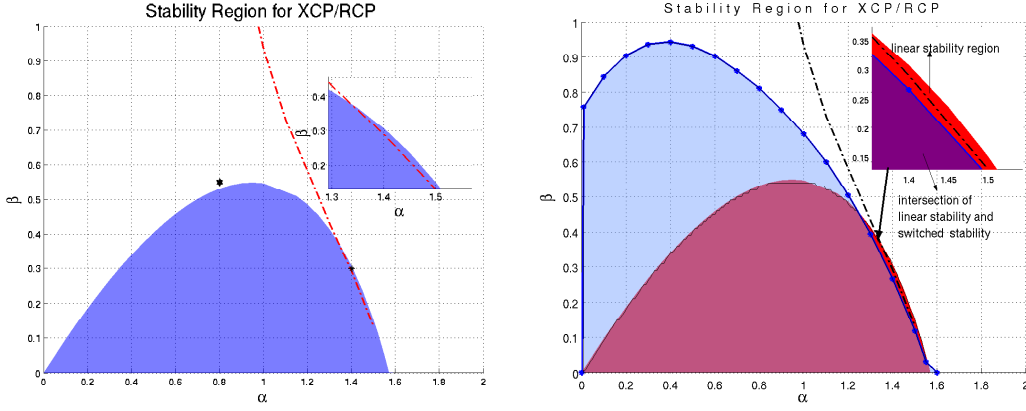 Stability Region for XCP/RCP
1
0.9
0.8
0.7
0.6
0.5
0.4
0.3
0.2
0.1
0
β
0 0.2 0.4 0.6 0.8 1 1.2 1.4 1.6 1.8 2
α
0.4
0.3
0.2
β
1.3 1.4 1.5
α
Stability Region for XCP/RCP
1
0.9
0.8
0.7
0.6
0.5
0.4
0.3
0.2
0.1
0
β
0 0.2 0.4 0.6 0.8 1 1.2 1.4 1.6 1.8 2
α
0.35
0.3
0.25
0.2
0.15
1.4 1.45 1.5
linear stability region
intersection of
linear stability and
switched stability